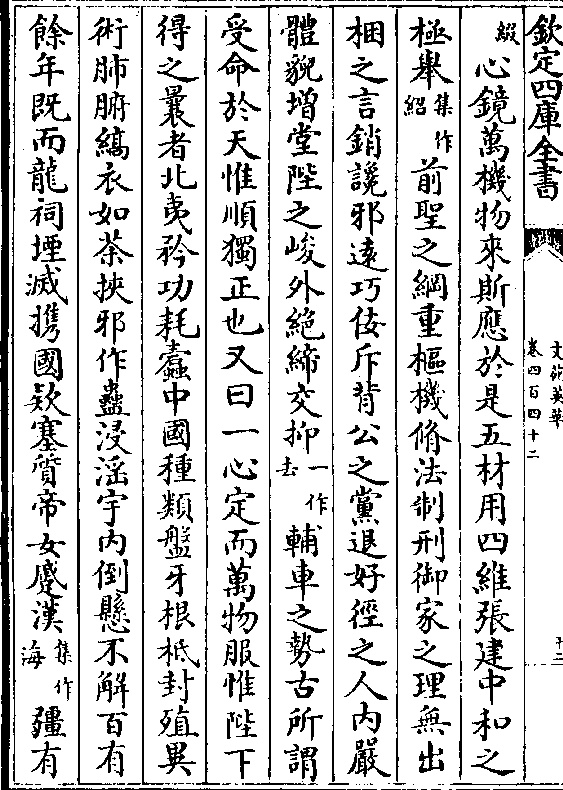 欽定四庫全書
文苑英華
卷四百四十二
十二
綴心鏡萬機物來斯應於是五材用四維張建中和之
極舉集作紹前聖之綱重樞機脩法制刑御家之理無出
梱之言銷讒邪遠巧佞斥背公之黨退好徑之人内嚴
體貌增堂陛之峻外絶締交抑一作去輔車之勢古所謂
受命於天惟順獨正也又曰一心定而萬物服惟陛下
得之曩者北夷矜功耗蠧中國種類盤牙根柢封殖異
術肺腑縞衣如荼挾邪作蠱浸淫宇内倒懸不解百有
餘年既而龍祠堙滅攜國欵塞質帝女蹙漢集作海疆有